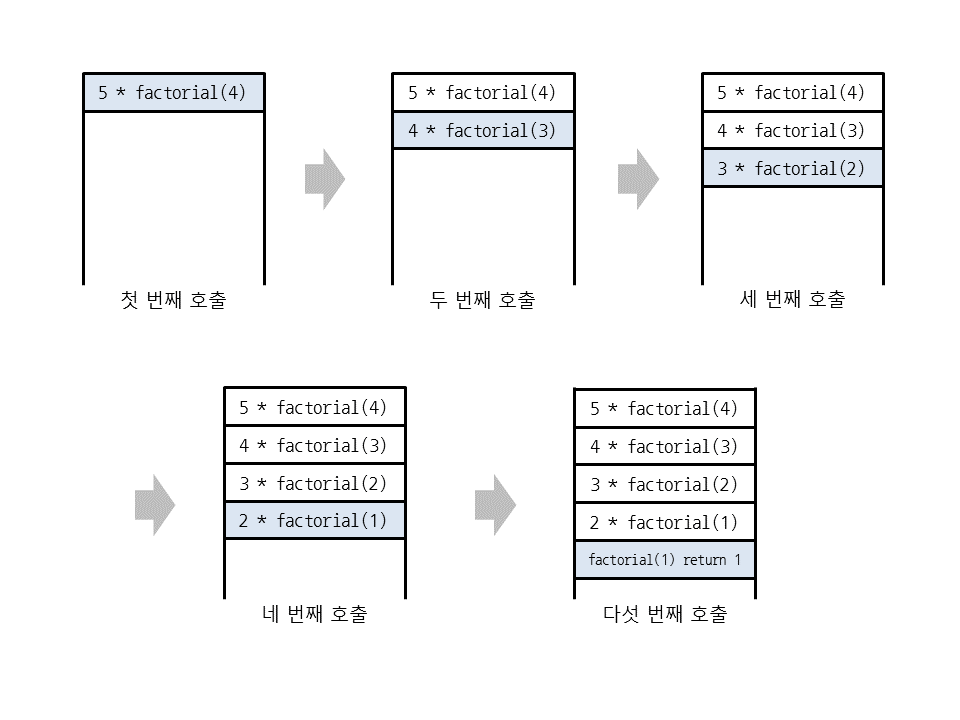 5 * factorial(4)
첫 번째 호출
5 * factorial(4)
4 * factorial(3)
두 번째 호출
5 * factorial(4)
4 * factorial(3)
3 * factorial(2)
세 번째 호출
5 * factorial(4)
4 * factorial(3)
3 * factorial(2)
2 * factorial(1)
네 번째 호출
5 * factorial(4)
4 * factorial(3)
3 * factorial(2)
2 * factorial(1)
factorial(1) return 1
다섯 번째 호출